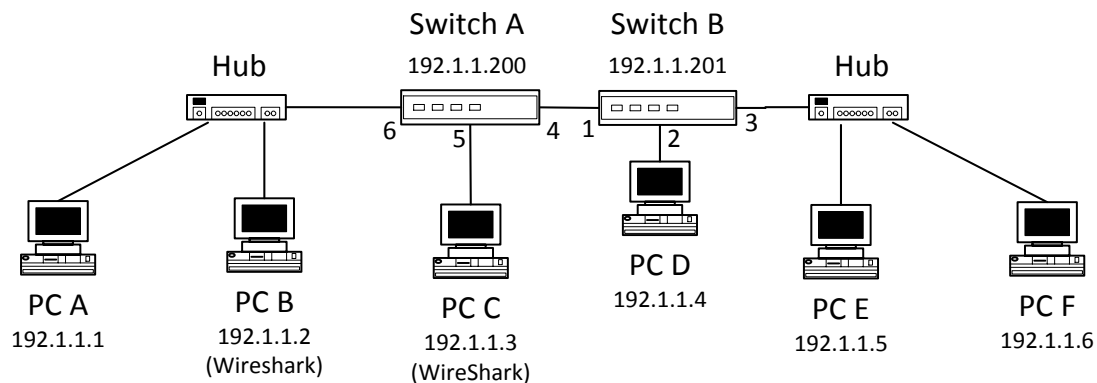 Switch A
Switch B
Hub
192.1.1.200
192.1.1.201
Hub
6
5
4
1
2
3
PC D
192.1.1.4
PC A
192.1.1.1
PC B
192.1.1.2
(Wireshark)
PC C
192.1.1.3
(WireShark)
PC E
192.1.1.5
PC F
192.1.1.6